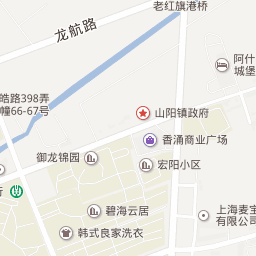 老红旗港桥
龙航路
阿什
城堡
皓路398弄
幢66-67号
山阳镇政府
香涌商业广场
御龙锦园
宏阳小区
街
碧海云居
上海麦宝
有限公司
韩式良家洗衣